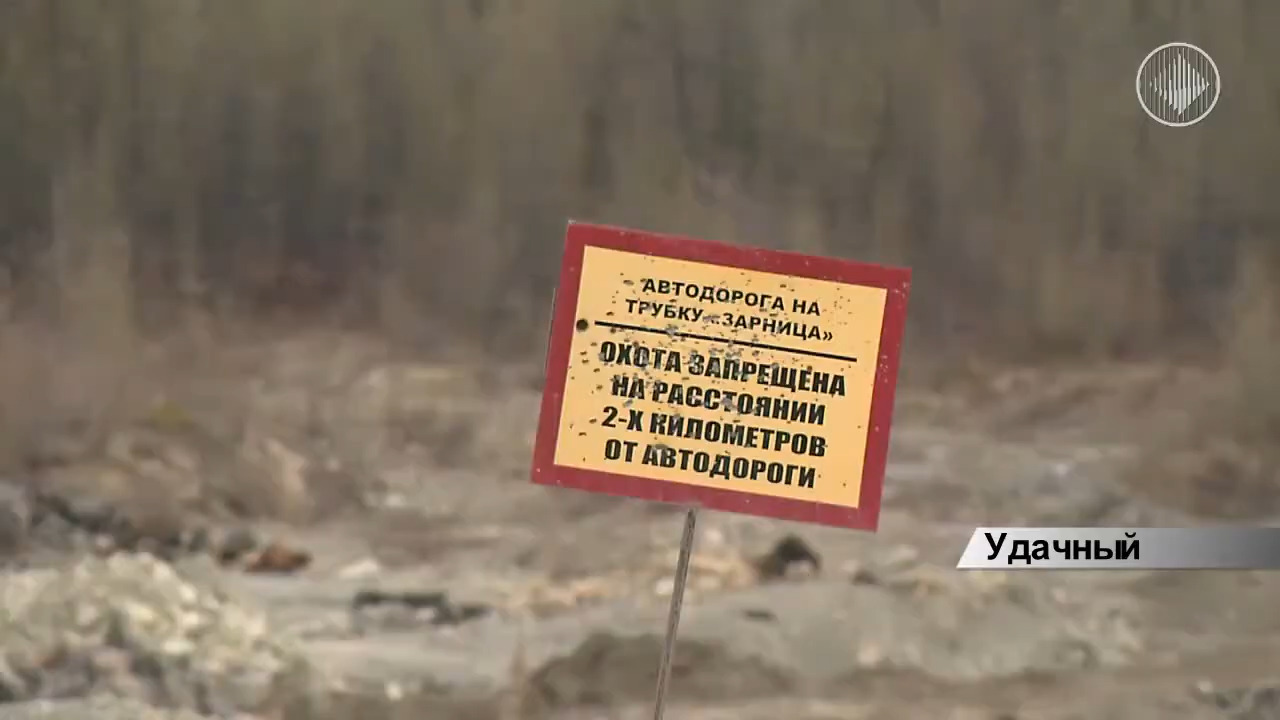 АВТОДОРОГА НА
ТРУБКУ «ЗАРНИЦА»
ОХОТА ЗАПРЕЩЕНА
НА РАССТОЯНИИ
2-Х КИЛОМЕТРОВ
ОТ АВТОДОРОГИ
Удачный